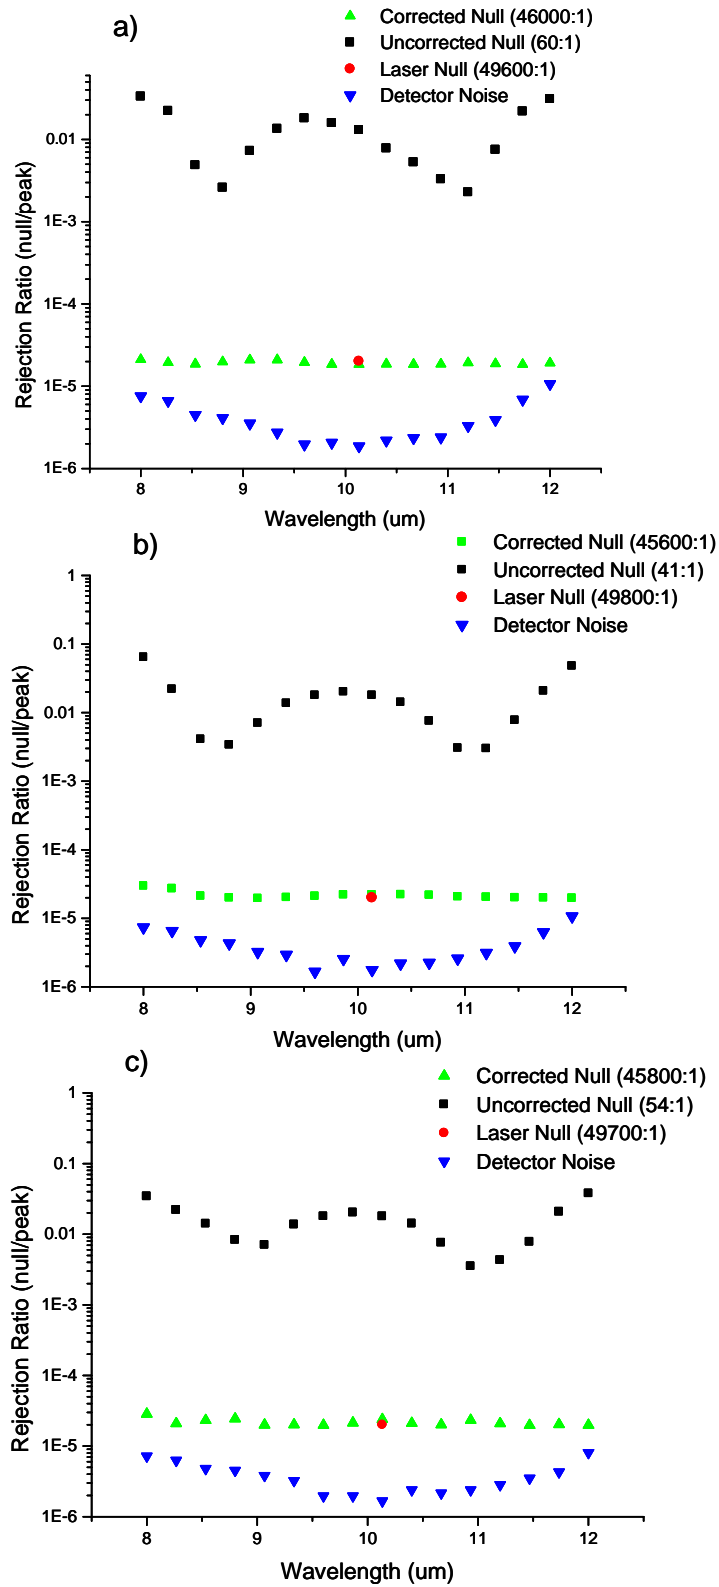 a)
Corrected Null (46000:1)
Uncorrected Null (60:1)
Laser Null (49600:1)
Detector Noise
Rejection Ratio (null/peak)
0.01
1E-3
1E-4
1E-5
1E-6
8 9 10 11 12
Wavelength (um)
b)
Corrected Null (45600:1)
Uncorrected Null (41:1)
Laser Null (49800:1)
Detector Noise
Rejection Ratio (null/peak)
1
0.1
0.01
1E-3
1E-4
1E-5
1E-6
8 9 10 11 12
Wavelength (um)
c)
Corrected Null (45800:1)
Uncorrected Null (54:1)
Laser Null (49700:1)
Detector Noise
Rejection Ratio (null/peak)
1
0.1
0.01
1E-3
1E-4
1E-5
1E-6
8 9 10 11 12
Wavelength (um)